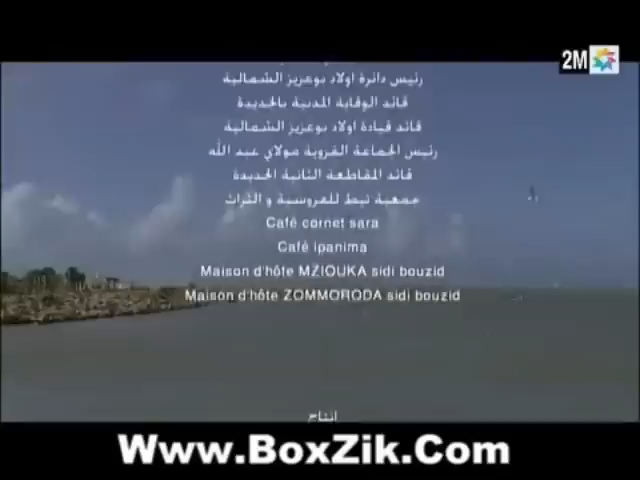 2M
رئيس دائرة اولاد بوعزيز الشمالية
قائد الوقاية المدنية بالجديدة
قائد قيادة اولاد بوعزيز الشمالية
رئيس الجماعة القروية مولاي عبد الله
قائد المقاطعة الثانية الجديدة
جمعية تيط للفروسية و التراث
Café cornet sara
Café ipanima
Maison d'hôte MZIOUKA sidi bouzid
Maison d'hôte ZOMMORODA sidi bouzid
انتاج
Www.BoxZik.Com